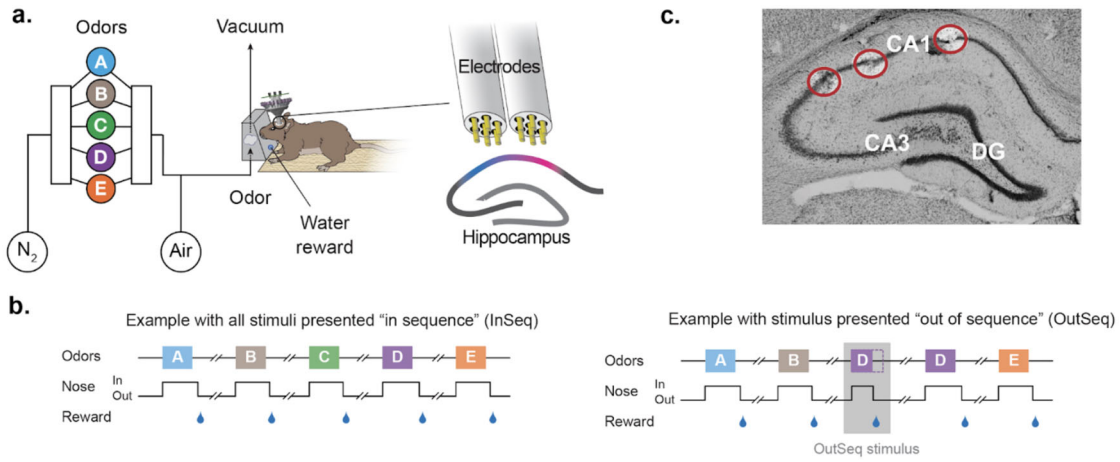 a.
Odors
A
B
C
D
E
N2
Air
Vacuum
Odor
Water
reward
Electrodes
Hippocampus
c.
CA1
CA3
DG
b.
Example with all stimuli presented “in sequence” (InSeq)
Odors A B C D E
Nose In
Out
Reward
Example with stimulus presented “out of sequence” (OutSeq)
Odors A B D D E
Nose In
Out
Reward
OutSeq stimulus